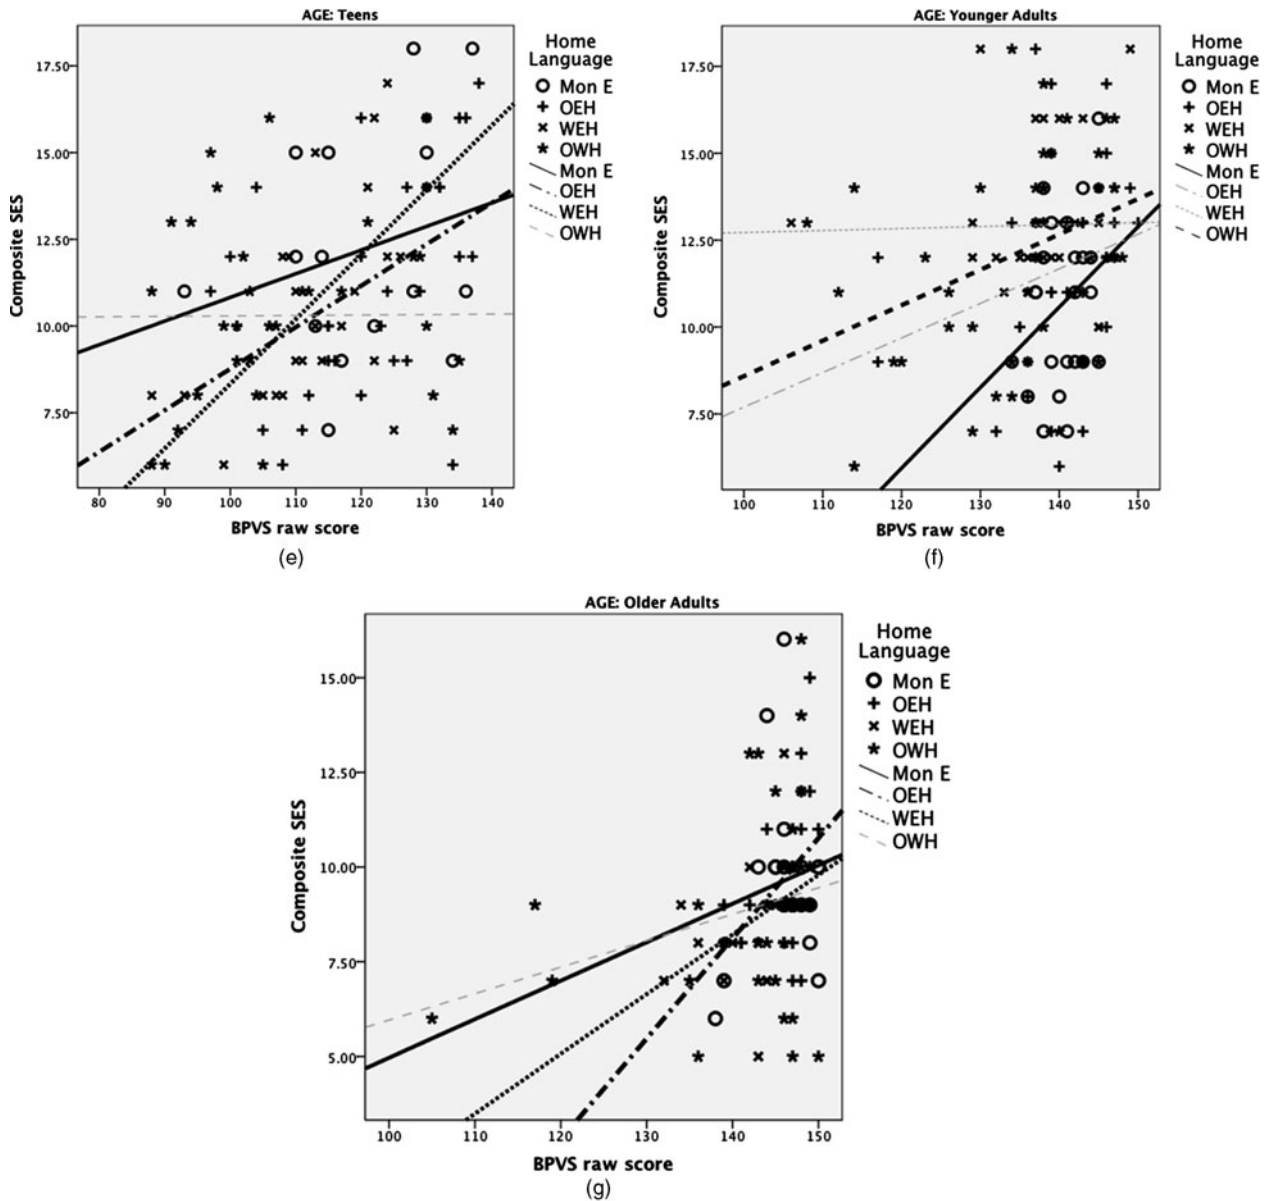 AGE: Teens
17.50
15.00
12.50
10.00
7.50
Composite SES
80 90 100 110 120 130 140
BPVS raw score
Home
Language
Mon E
OEH
WEH
OWH
Mon E
OEH
WEH
OWH
(e)
AGE: Younger Adults
17.50
15.00
12.50
10.00
7.50
Composite SES
100 110 120 130 140 150
BPVS raw score
Home
Language
Mon E
OEH
WEH
OWH
Mon E
OEH
WEH
OWH
(f)
AGE: Older Adults
15.00
12.50
10.00
7.50
5.00
Composite SES
100 110 120 130 140 150
BPVS raw score
Home
Language
Mon E
OEH
WEH
OWH
Mon E
OEH
WEH
OWH
(g)